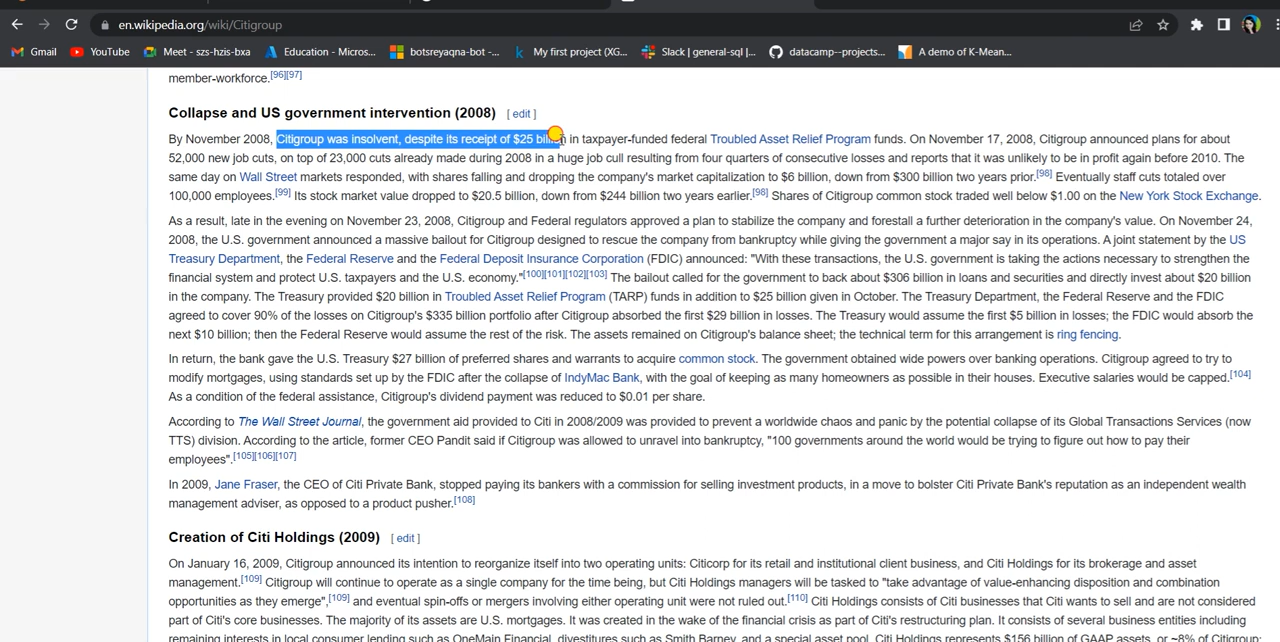 en.wikipedia.org/wiki/Citigroup
Gmail YouTube Meet - szs-hzis-bxa Education - Micros... botsreyaqna-bot -... My first project (XG... Slack | general-sql |... datacamp--projects... A demo of K-Mean...
member-workforce.[96][97]
Collapse and US government intervention (2008) [ edit ]
By November 2008, Citigroup was insolvent, despite its receipt of $25 billion in taxpayer-funded federal Troubled Asset Relief Program funds. On November 17, 2008, Citigroup announced plans for about
52,000 new job cuts, on top of 23,000 cuts already made during 2008 in a huge job cull resulting from four quarters of consecutive losses and reports that it was unlikely to be in profit again before 2010. The
same day on Wall Street markets responded, with shares falling and dropping the company's market capitalization to $6 billion, down from $300 billion two years prior.[98] Eventually staff cuts totaled over
100,000 employees.[99] Its stock market value dropped to $20.5 billion, down from $244 billion two years earlier.[98] Shares of Citigroup common stock traded well below $1.00 on the New York Stock Exchange.
As a result, late in the evening on November 23, 2008, Citigroup and Federal regulators approved a plan to stabilize the company and forestall a further deterioration in the company's value. On November 24,
2008, the U.S. government announced a massive bailout for Citigroup designed to rescue the company from bankruptcy while giving the government a major say in its operations. A joint statement by the US
Treasury Department, the Federal Reserve and the Federal Deposit Insurance Corporation (FDIC) announced: "With these transactions, the U.S. government is taking the actions necessary to strengthen the
financial system and protect U.S. taxpayers and the U.S. economy."[100][101][102][103] The bailout called for the government to back about $306 billion in loans and securities and directly invest about $20 billion
in the company. The Treasury provided $20 billion in Troubled Asset Relief Program (TARP) funds in addition to $25 billion given in October. The Treasury Department, the Federal Reserve and the FDIC
agreed to cover 90% of the losses on Citigroup's $335 billion portfolio after Citigroup absorbed the first $29 billion in losses. The Treasury would assume the first $5 billion in losses; the FDIC would absorb the
next $10 billion; then the Federal Reserve would assume the rest of the risk. The assets remained on Citigroup's balance sheet; the technical term for this arrangement is ring fencing.
In return, the bank gave the U.S. Treasury $27 billion of preferred shares and warrants to acquire common stock. The government obtained wide powers over banking operations. Citigroup agreed to try to
modify mortgages, using standards set up by the FDIC after the collapse of IndyMac Bank, with the goal of keeping as many homeowners as possible in their houses. Executive salaries would be capped.[104]
As a condition of the federal assistance, Citigroup's dividend payment was reduced to $0.01 per share.
According to The Wall Street Journal, the government aid provided to Citi in 2008/2009 was provided to prevent a worldwide chaos and panic by the potential collapse of its Global Transactions Services (now
TTS) division. According to the article, former CEO Pandit said if Citigroup was allowed to unravel into bankruptcy, "100 governments around the world would be trying to figure out how to pay their
employees".[105][106][107]
In 2009, Jane Fraser, the CEO of Citi Private Bank, stopped paying its bankers with a commission for selling investment products, in a move to bolster Citi Private Bank's reputation as an independent wealth
management adviser, as opposed to a product pusher.[108]
Creation of Citi Holdings (2009) [ edit ]
On January 16, 2009, Citigroup announced its intention to reorganize itself into two operating units: Citicorp for its retail and institutional client business, and Citi Holdings for its brokerage and asset
management.[109] Citigroup will continue to operate as a single company for the time being, but Citi Holdings managers will be tasked to "take advantage of value-enhancing disposition and combination
opportunities as they emerge",[109] and eventual spin-offs or mergers involving either operating unit were not ruled out.[110] Citi Holdings consists of Citi businesses that Citi wants to sell and are not considered
part of Citi's core businesses. The majority of its assets are U.S. mortgages. It was created in the wake of the financial crisis as part of Citi's restructuring plan. It consists of several business entities including
remaining interests in local consumer lending such as OneMain Financial, divestitures such as Smith Barney, and a special asset pool. Citi Holdings represents $156 billion of GAAP assets, or ~8% of Citigroup;